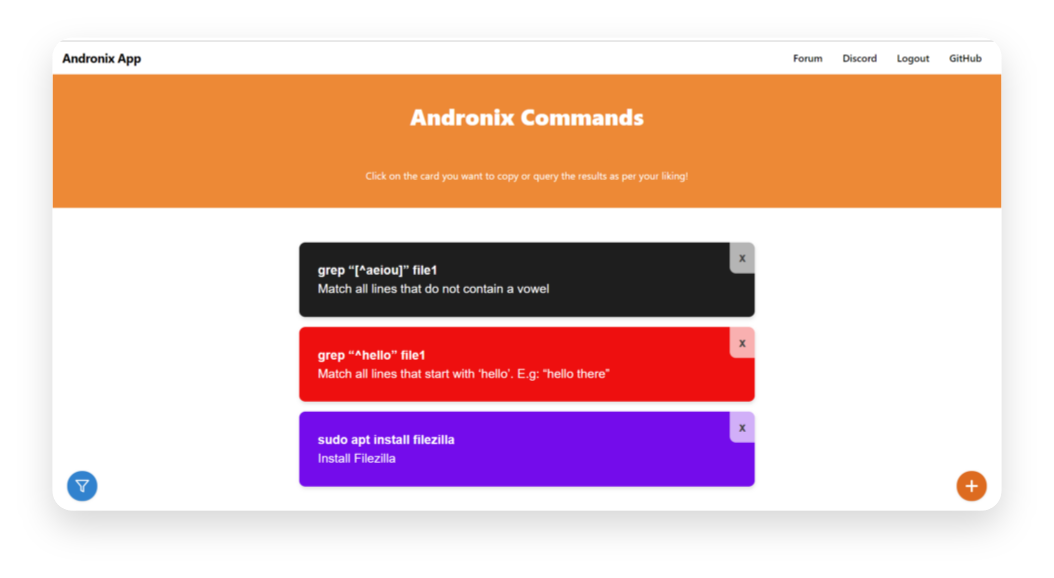 Andronix App
Forum Discord Logout GitHub
Andronix Commands
Click on the card you want to copy or query the results as per your liking!
grep “[^aeiou]” file1
x
Match all lines that do not contain a vowel
grep “^hello” file1
x
Match all lines that start with ‘hello’. E.g: “hello there”
sudo apt install filezilla
x
Install Filezilla